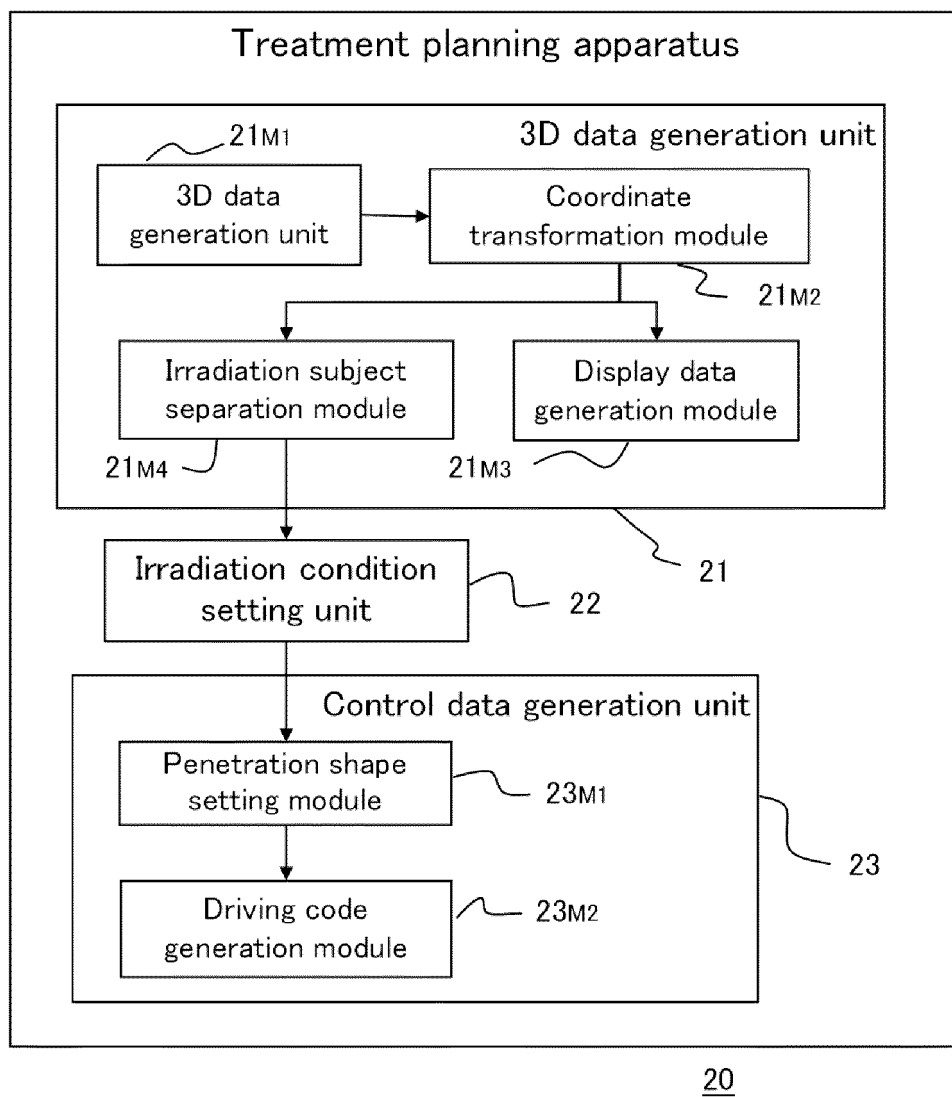 Treatment planning apparatus
3D data generation unit
21M1
3D data
generation unit
Coordinate
transformation module
21M2
Irradiation subject
separation module
Display data
generation module
21M4
21M3
21
Irradiation condition
setting unit
22
Control data generation unit
Penetration shape
setting module
23M1
23
Driving code
generation module
23M2
20